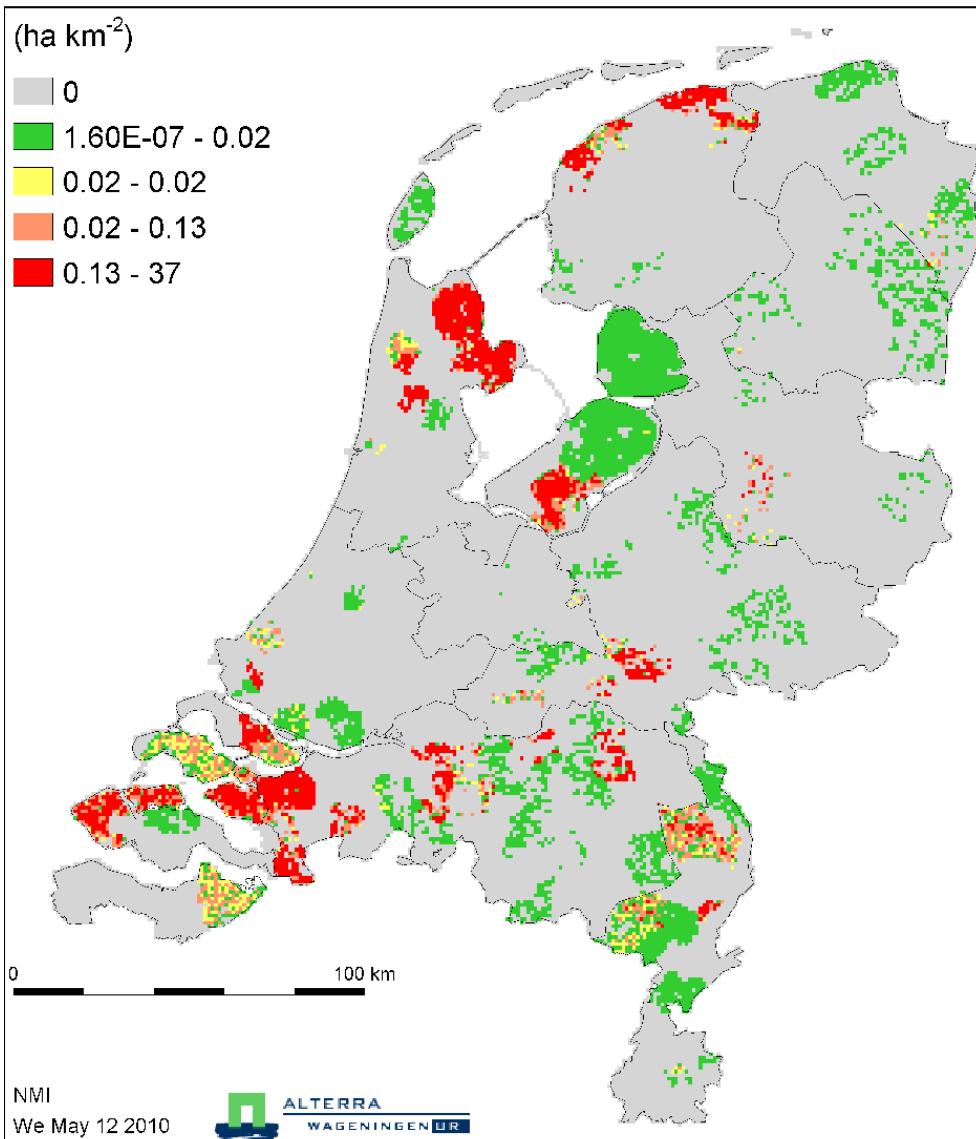 (ha km-2)
0
1.60E-07 - 0.02
0.02 - 0.02
0.02 - 0.13
0.13 - 37
0 100 km
NMI
We May 12 2010
ALTERRA
WAGENINGEN UR